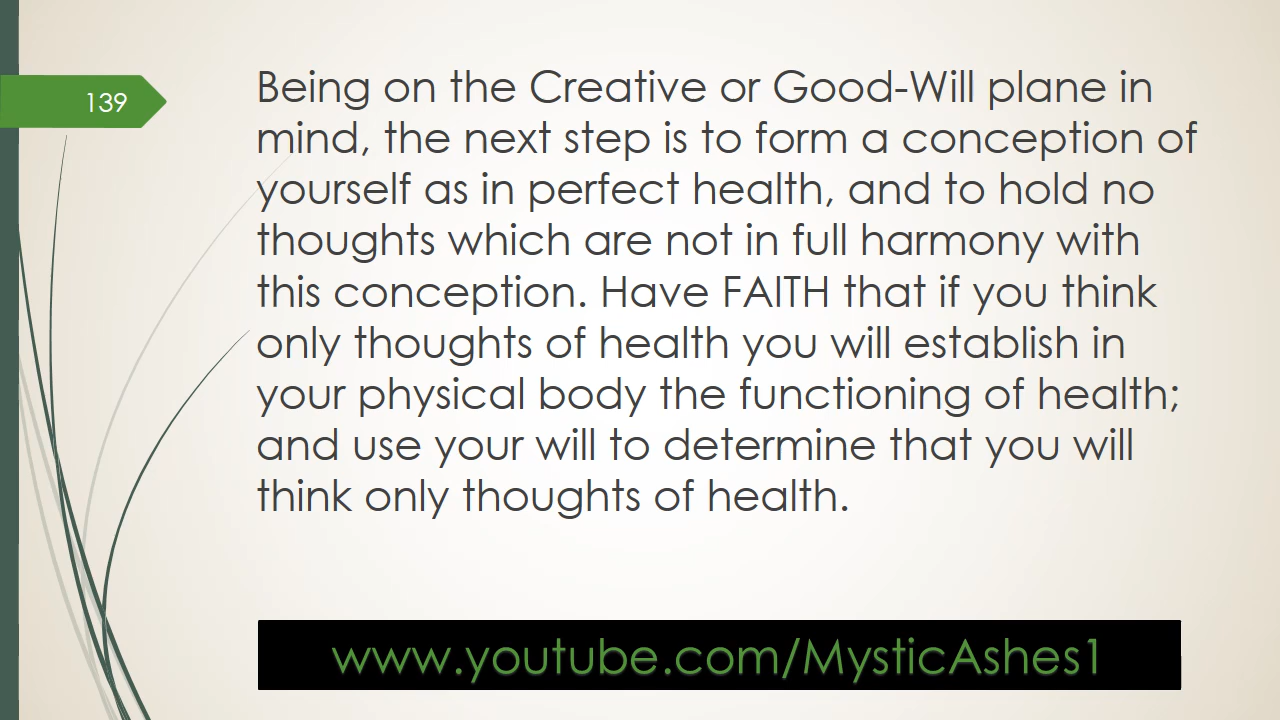 139
Being on the Creative or Good-Will plane in
mind, the next step is to form a conception of
yourself as in perfect health, and to hold no
thoughts which are not in full harmony with
this conception. Have FAITH that if you think
only thoughts of health you will establish in
your physical body the functioning of health;
and use your will to determine that you will
think only thoughts of health.
www.youtube.com/MysticAshes1